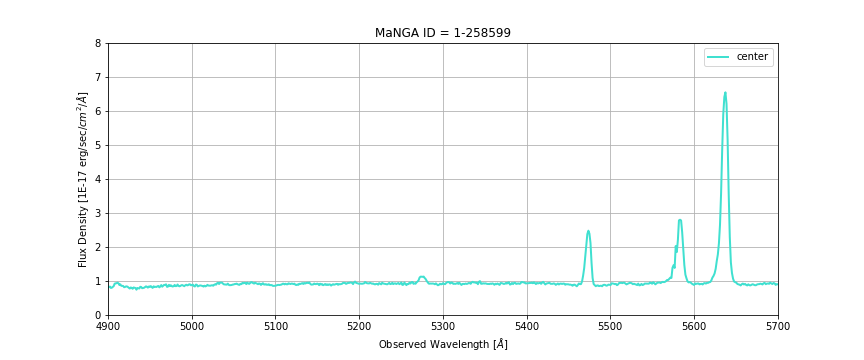 MaNGA ID = 1-258599
center
Flux Density [1E-17 erg/sec/cm²/Å]
8
7
6
5
4
3
2
1
0
4900 5000 5100 5200 5300 5400 5500 5600 5700
Observed Wavelength [Å]